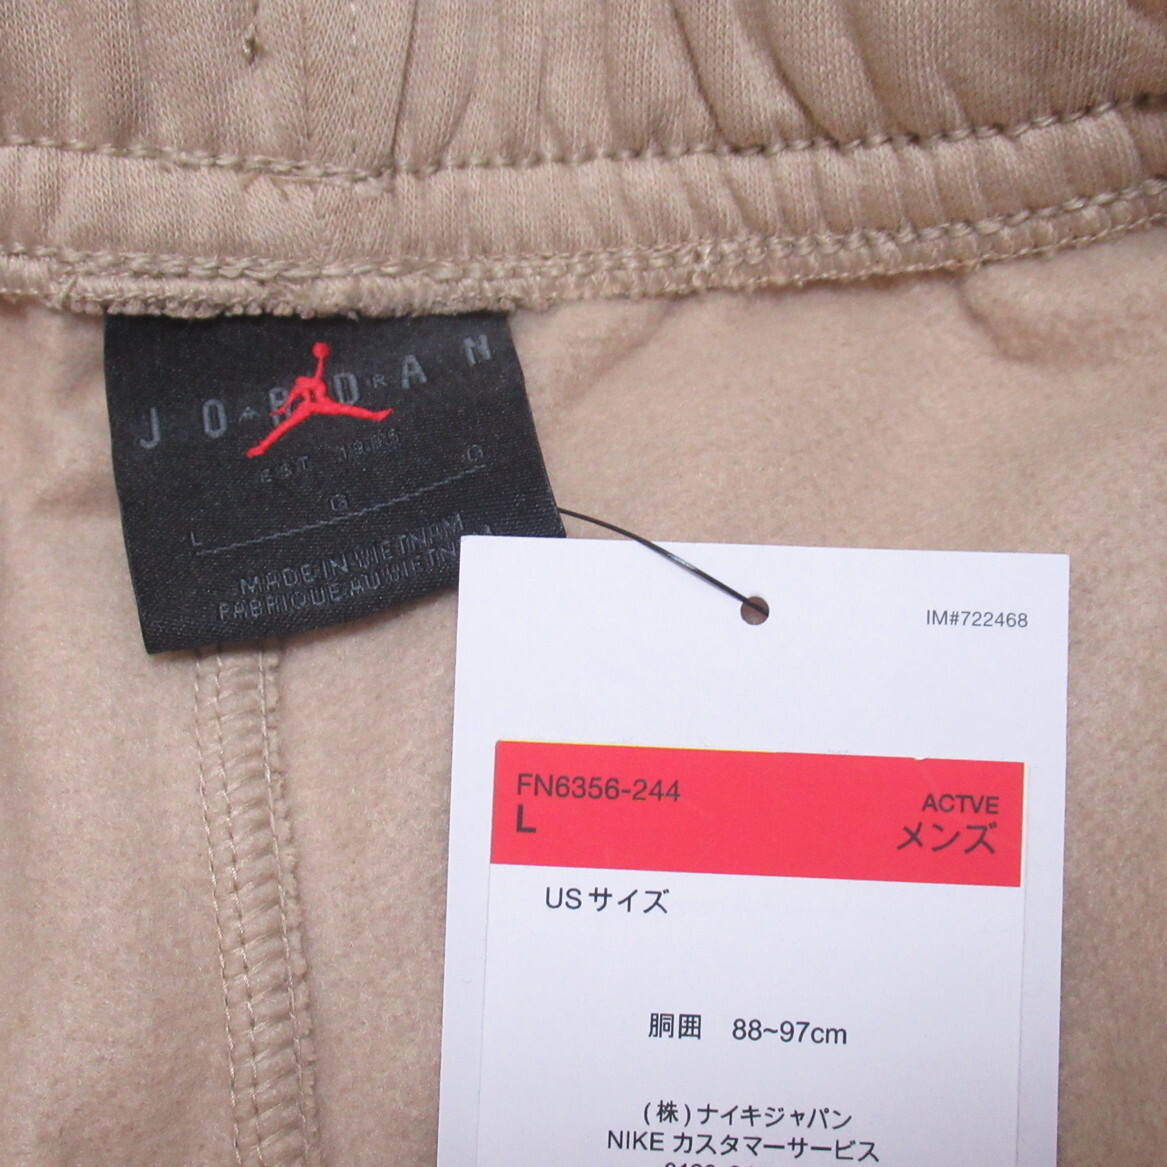 JORDAN
EST. 1985
L G G
MADE IN VIETNAM
FABRIQUE AU
IM#722468
FN6356-244
L
ACTVE
メンズ
USサイズ
胴囲 88~97cm
(株)ナイキジャパン
NIKE カスタマーサービス